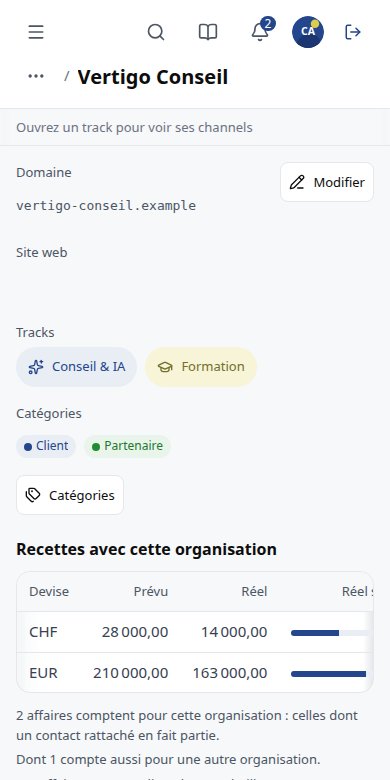 2
CA
… / Vertigo Conseil
Ouvrez un track pour voir ses channels
Domaine
Modifier
vertigo-conseil.example
Site web
Tracks
Conseil & IA Formation
Catégories
Client Partenaire
Catégories
Recettes avec cette organisation
Devise Prévu Réel Réel
CHF 28 000,00 14 000,00
EUR 210 000,00 163 000,00
2 affaires comptent pour cette organisation : celles dont
un contact rattaché en fait partie.
Dont 1 compte aussi pour une autre organisation.